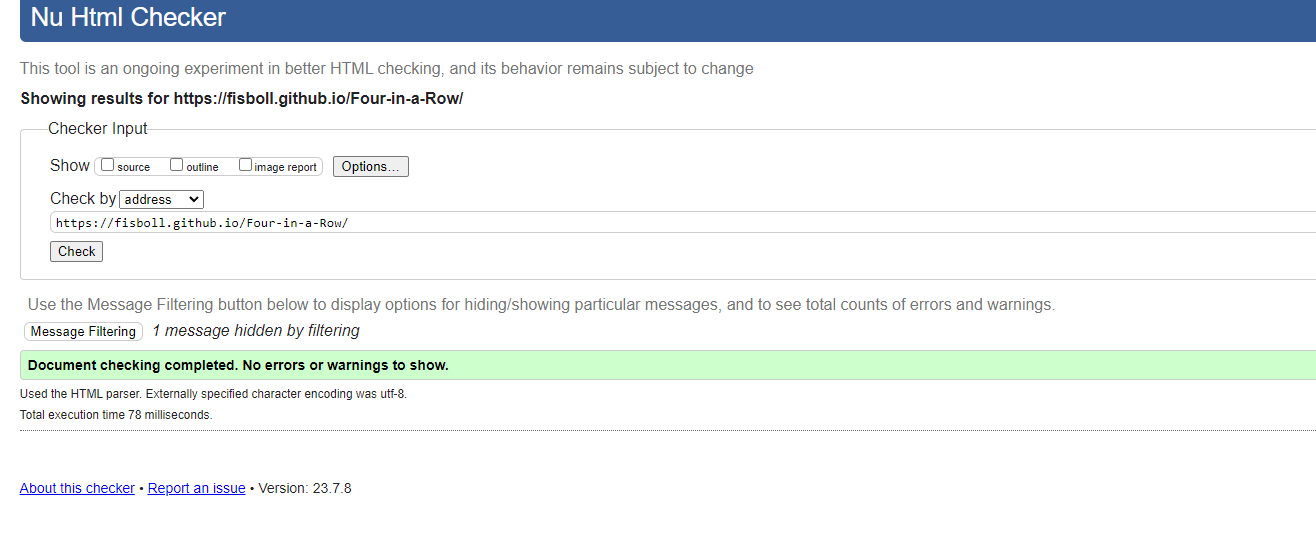 Nu Html Checker
This tool is an ongoing experiment in better HTML checking, and its behavior remains subject to change
Showing results for https://fisboll.github.io/Four-in-a-Row/
Checker Input
Show source outline image report Options...
Check by address
https://fisboll.github.io/Four-in-a-Row/
Check
Use the Message Filtering button below to display options for hiding/showing particular messages, and to see total counts of errors and warnings.
Message Filtering 1 message hidden by filtering
Document checking completed. No errors or warnings to show.
Used the HTML parser. Externally specified character encoding was utf-8.
Total execution time 78 milliseconds.
About this checker • Report an issue • Version: 23.7.8